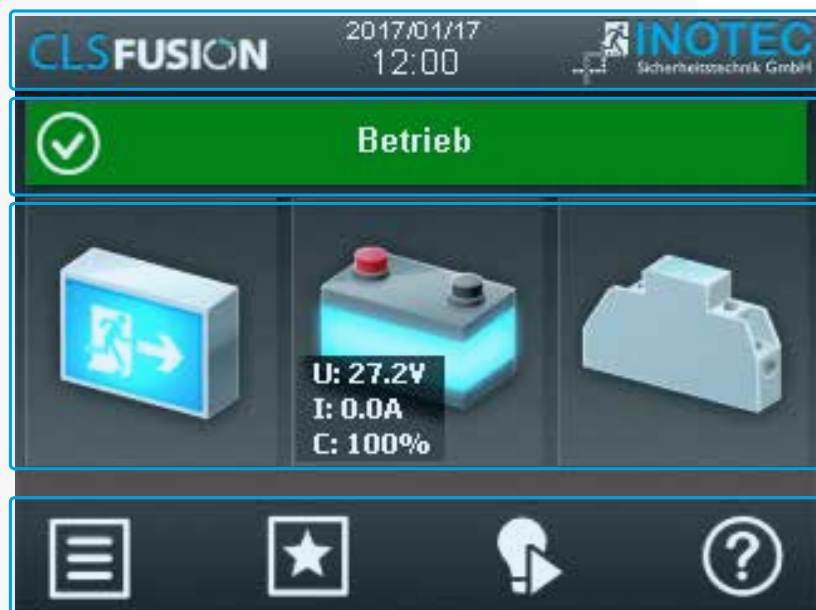 CLSFUSION
2017/01/17
12:00
INOTEC
Sicherheitstechnik GmbH
Betrieb
U: 27.2V
I: 0.0A
C: 100%